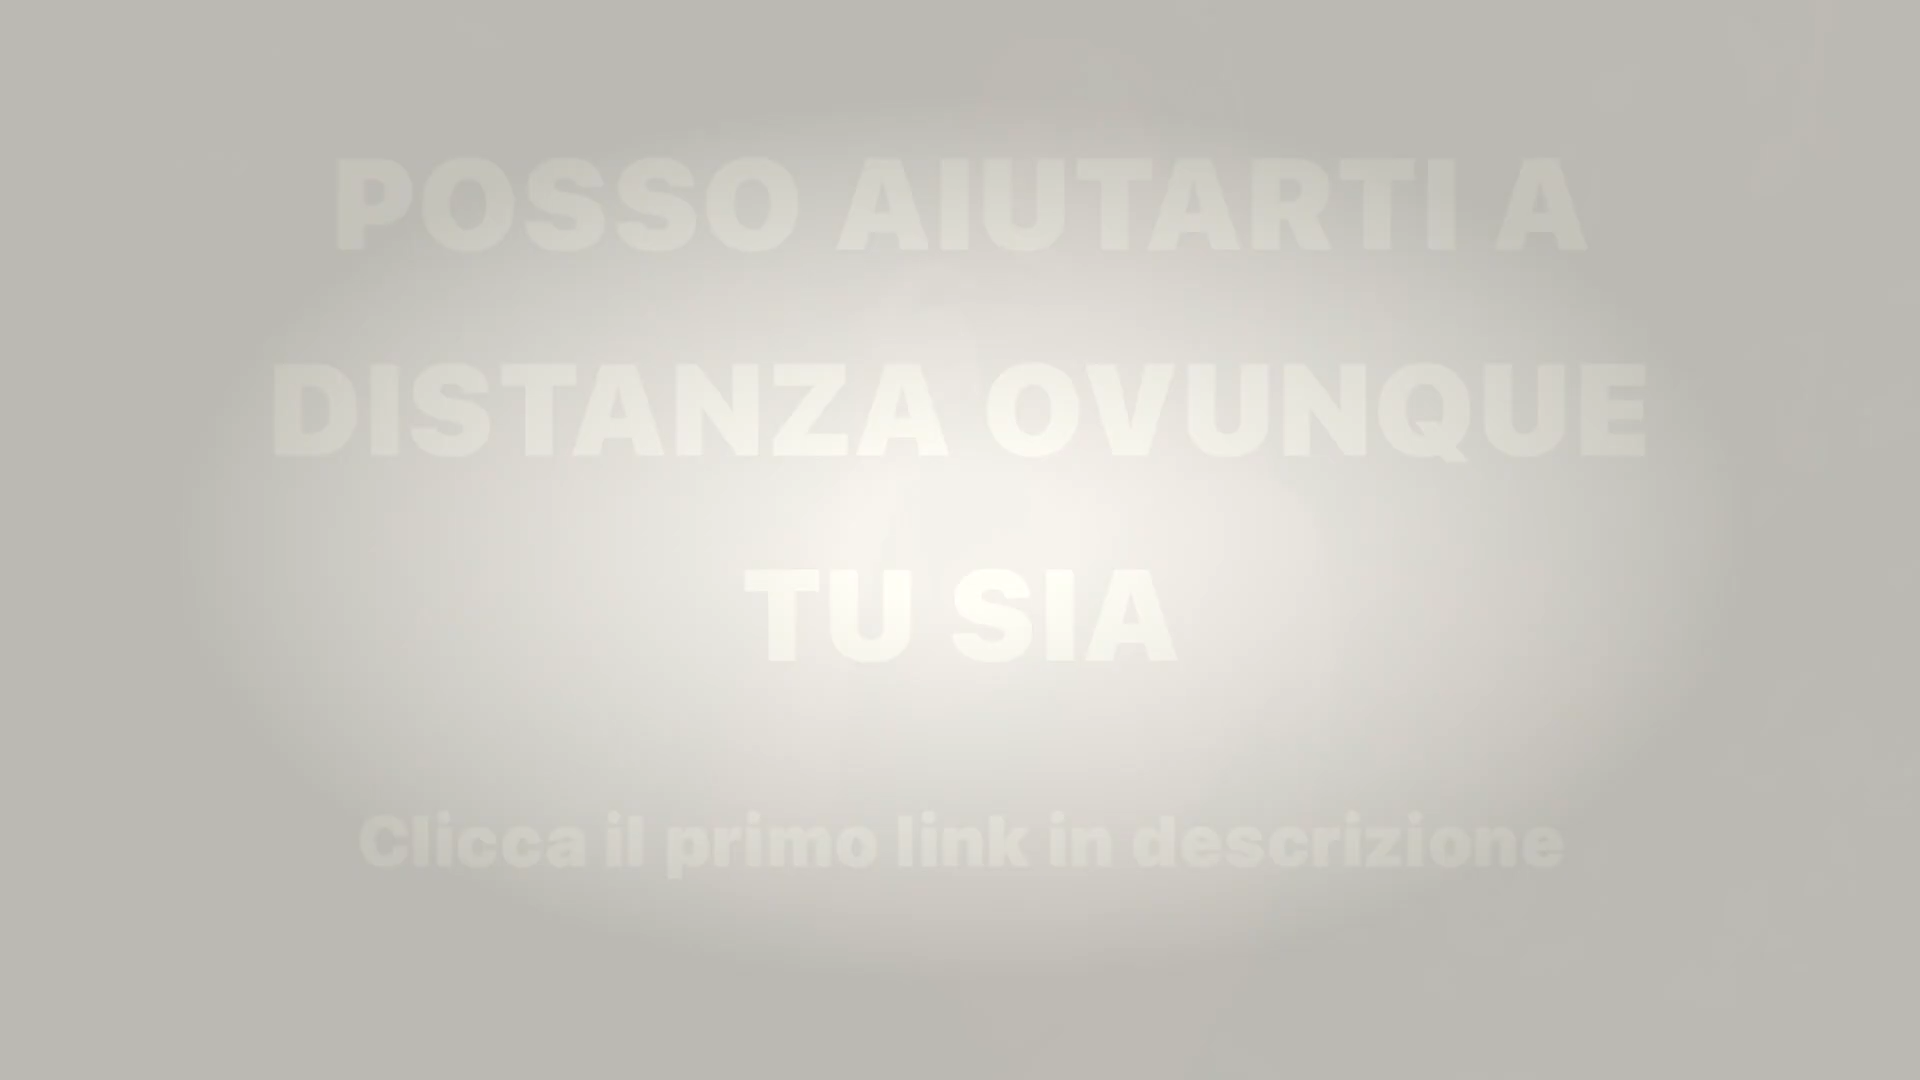 POSSO AIUTARTI A
DISTANZA OVUNQUE
TU SIA
Clicca il primo link in descrizione